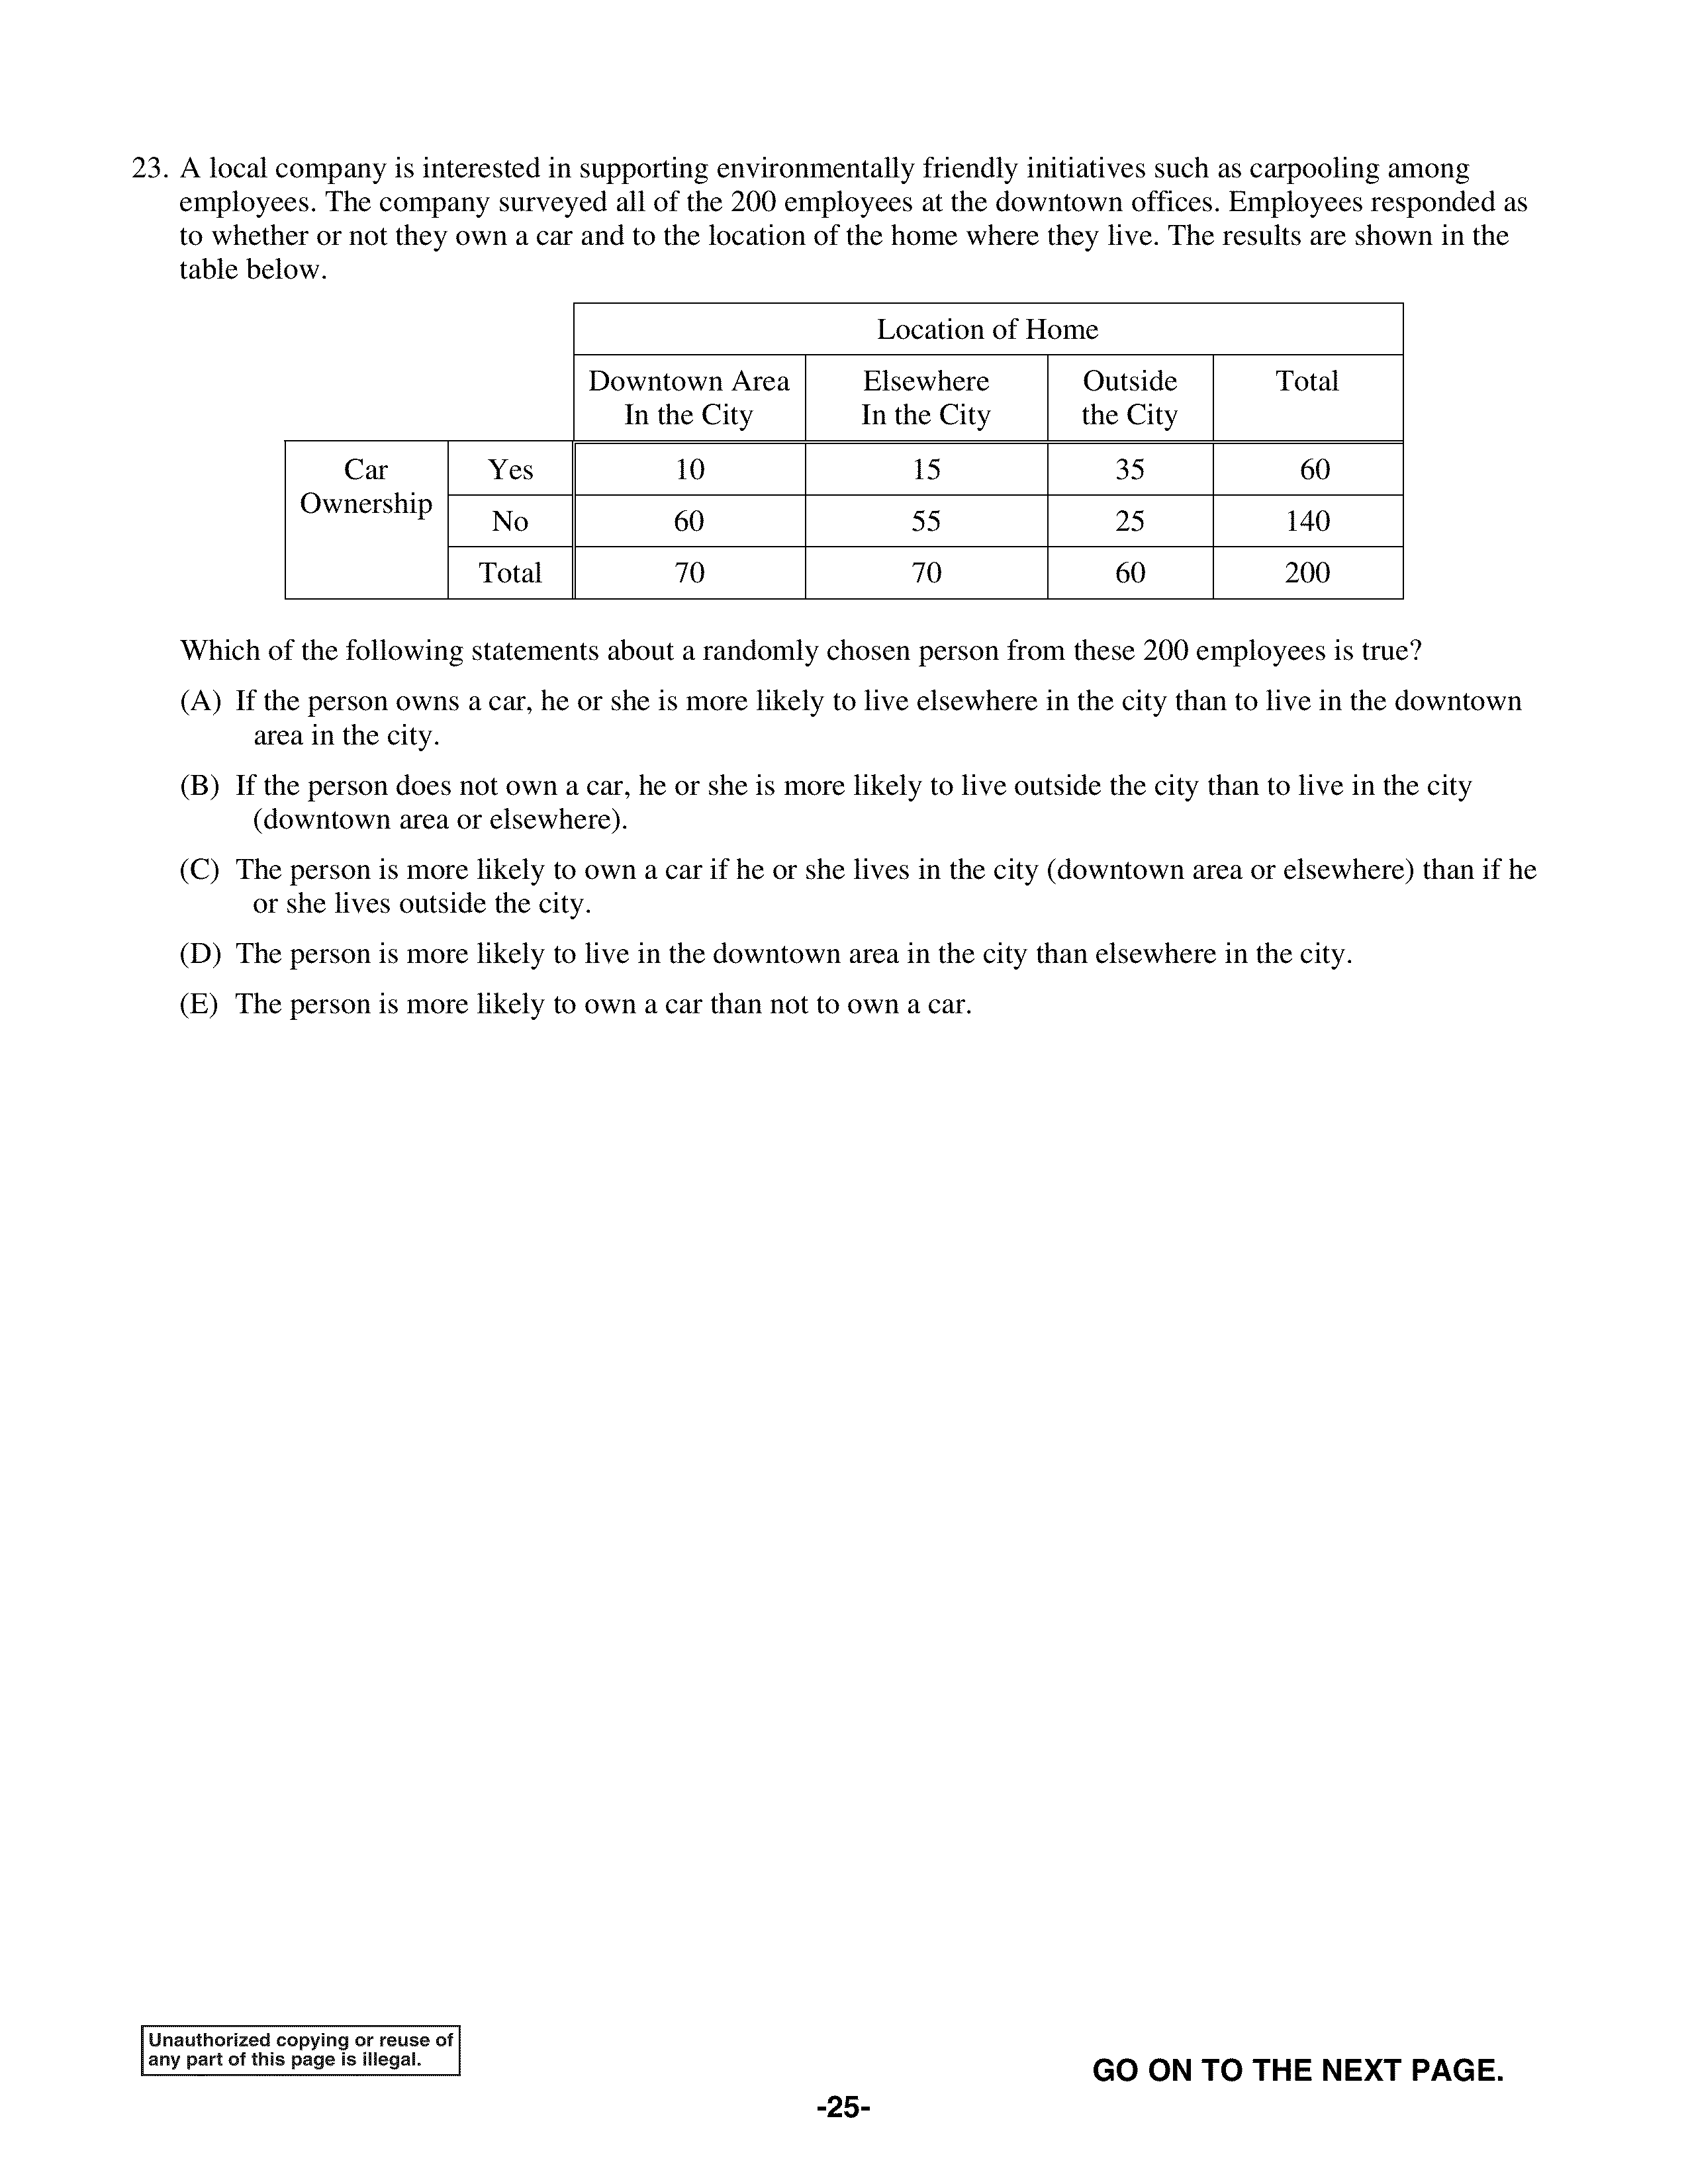 23. A local company is interested in supporting environmentally friendly initiatives such as carpooling among
employees. The company surveyed all of the 200 employees at the downtown offices. Employees responded as
to whether or not they own a car and to the location of the home where they live. The results are shown in the
table below.
Location of Home
Downtown Area Elsewhere Outside Total
In the City In the City the City
Car Yes 10 15 35 60
Ownership
No 60 55 25 140
Total 70 70 60 200
Which of the following statements about a randomly chosen person from these 200 employees is true?
(A) If the person owns a car, he or she is more likely to live elsewhere in the city than to live in the downtown
area in the city.
(B) If the person does not own a car, he or she is more likely to live outside the city than to live in the city
(downtown area or elsewhere).
(C) The person is more likely to own a car if he or she lives in the city (downtown area or elsewhere) than if he
or she lives outside the city.
(D) The person is more likely to live in the downtown area in the city than elsewhere in the city.
(E) The person is more likely to own a car than not to own a car.
Unauthorized copying or reuse of
any part of this page is illegal.
GO ON TO THE NEXT PAGE.
-25-